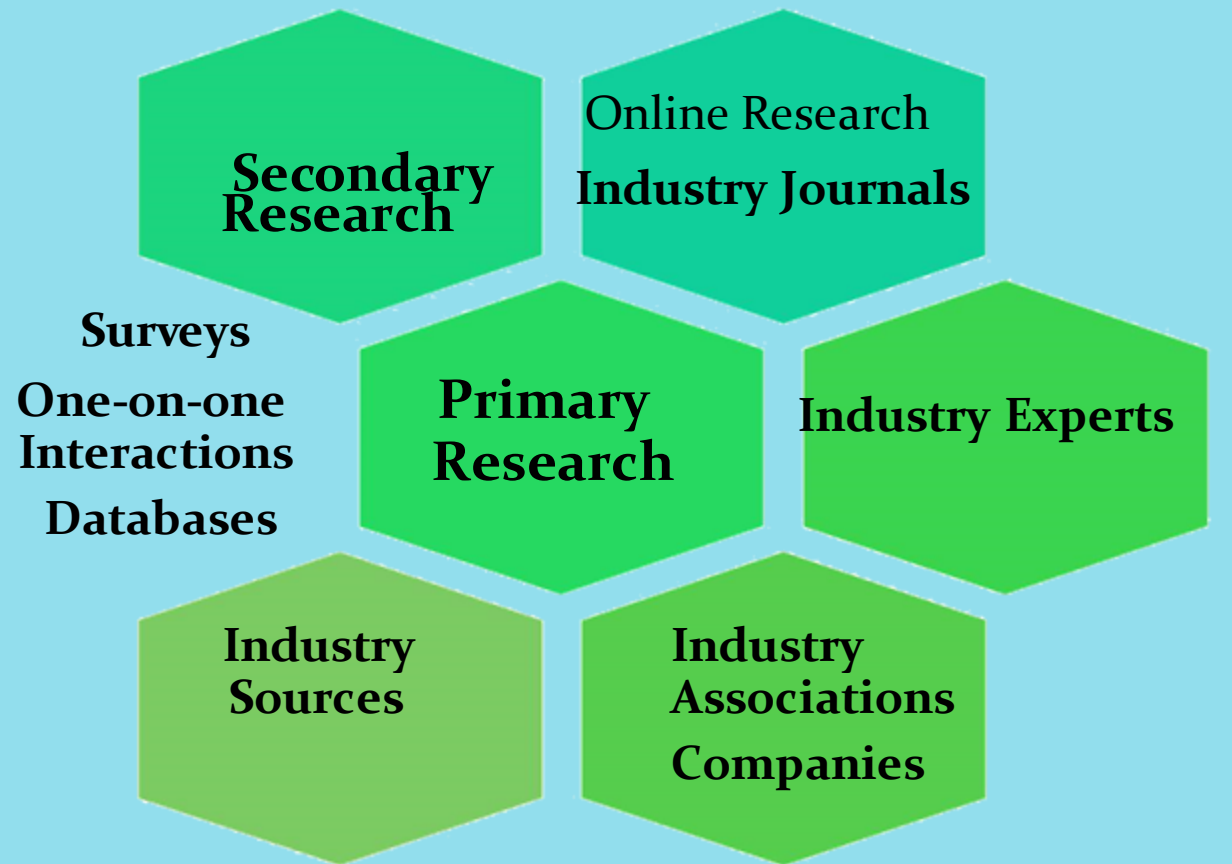 Secondary
Research
Online Research
Industry Journals
Surveys
One-on-one
Interactions
Databases
Primary
Research
Industry Experts
Industry
Sources
Industry
Associations
Companies